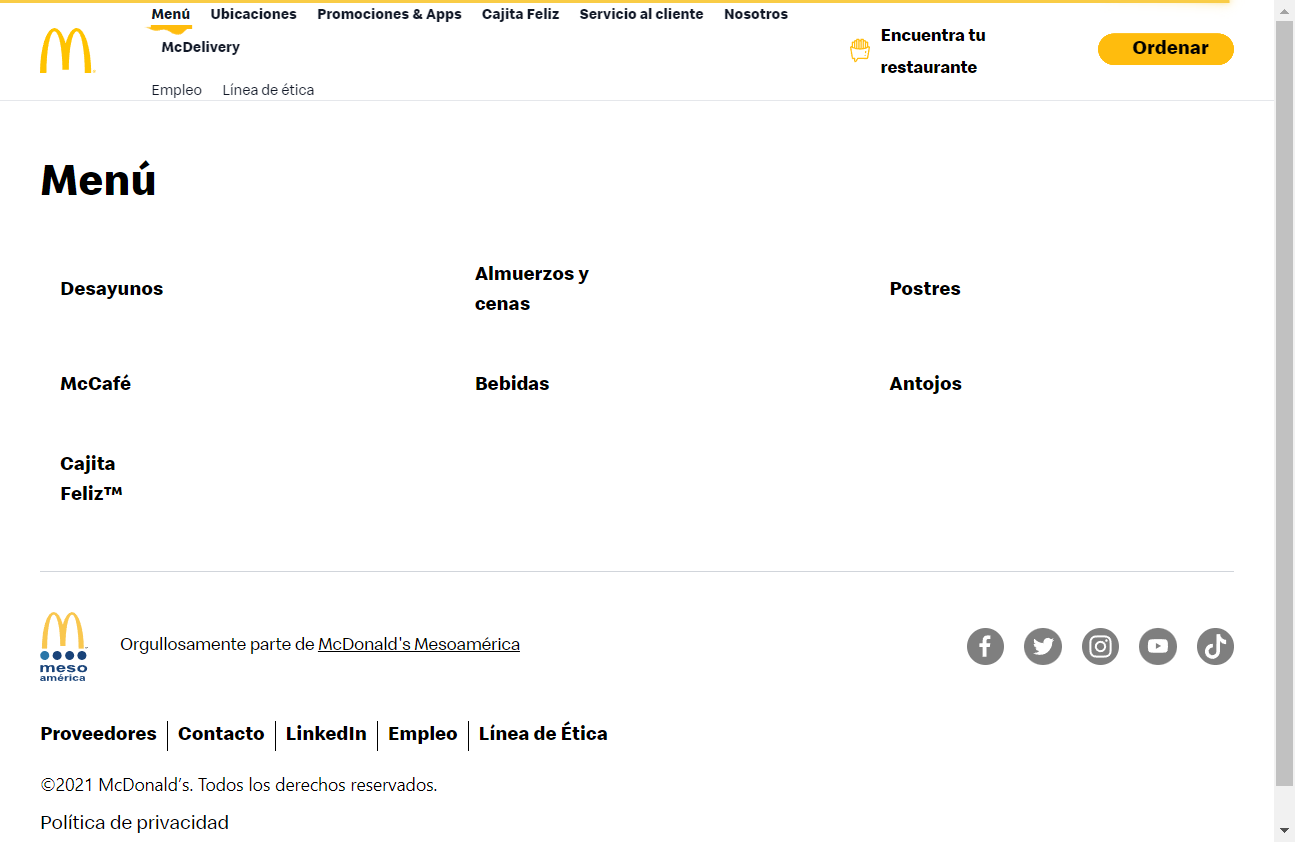 Menú Ubicaciones Promociones & Apps Cajita Feliz Servicio al cliente Nosotros
McDelivery
Empleo Línea de ética
Encuentra tu
restaurante
Ordenar
Menú
Desayunos
Almuerzos y
cenas
Postres
McCafé
Bebidas
Antojos
Cajita
Feliz™
meso
américa
Orgullosamente parte de McDonald's Mesoamérica
Proveedores Contacto LinkedIn Empleo Línea de Ética
©2021 McDonald’s. Todos los derechos reservados.
Política de privacidad